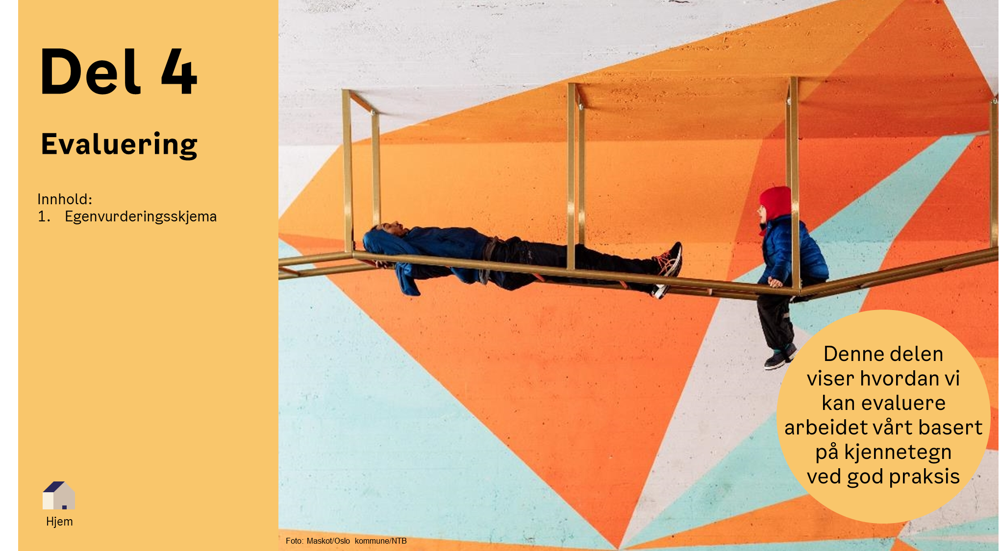 Del 4
Evaluering
Innhold:
1. Egenvurderingsskjema
Hjem
Denne delen
viser hvordan vi
kan evaluere
arbeidet vårt basert
på kjennetegn
ved god praksis
Foto: Maskot/Oslo kommune/NTB